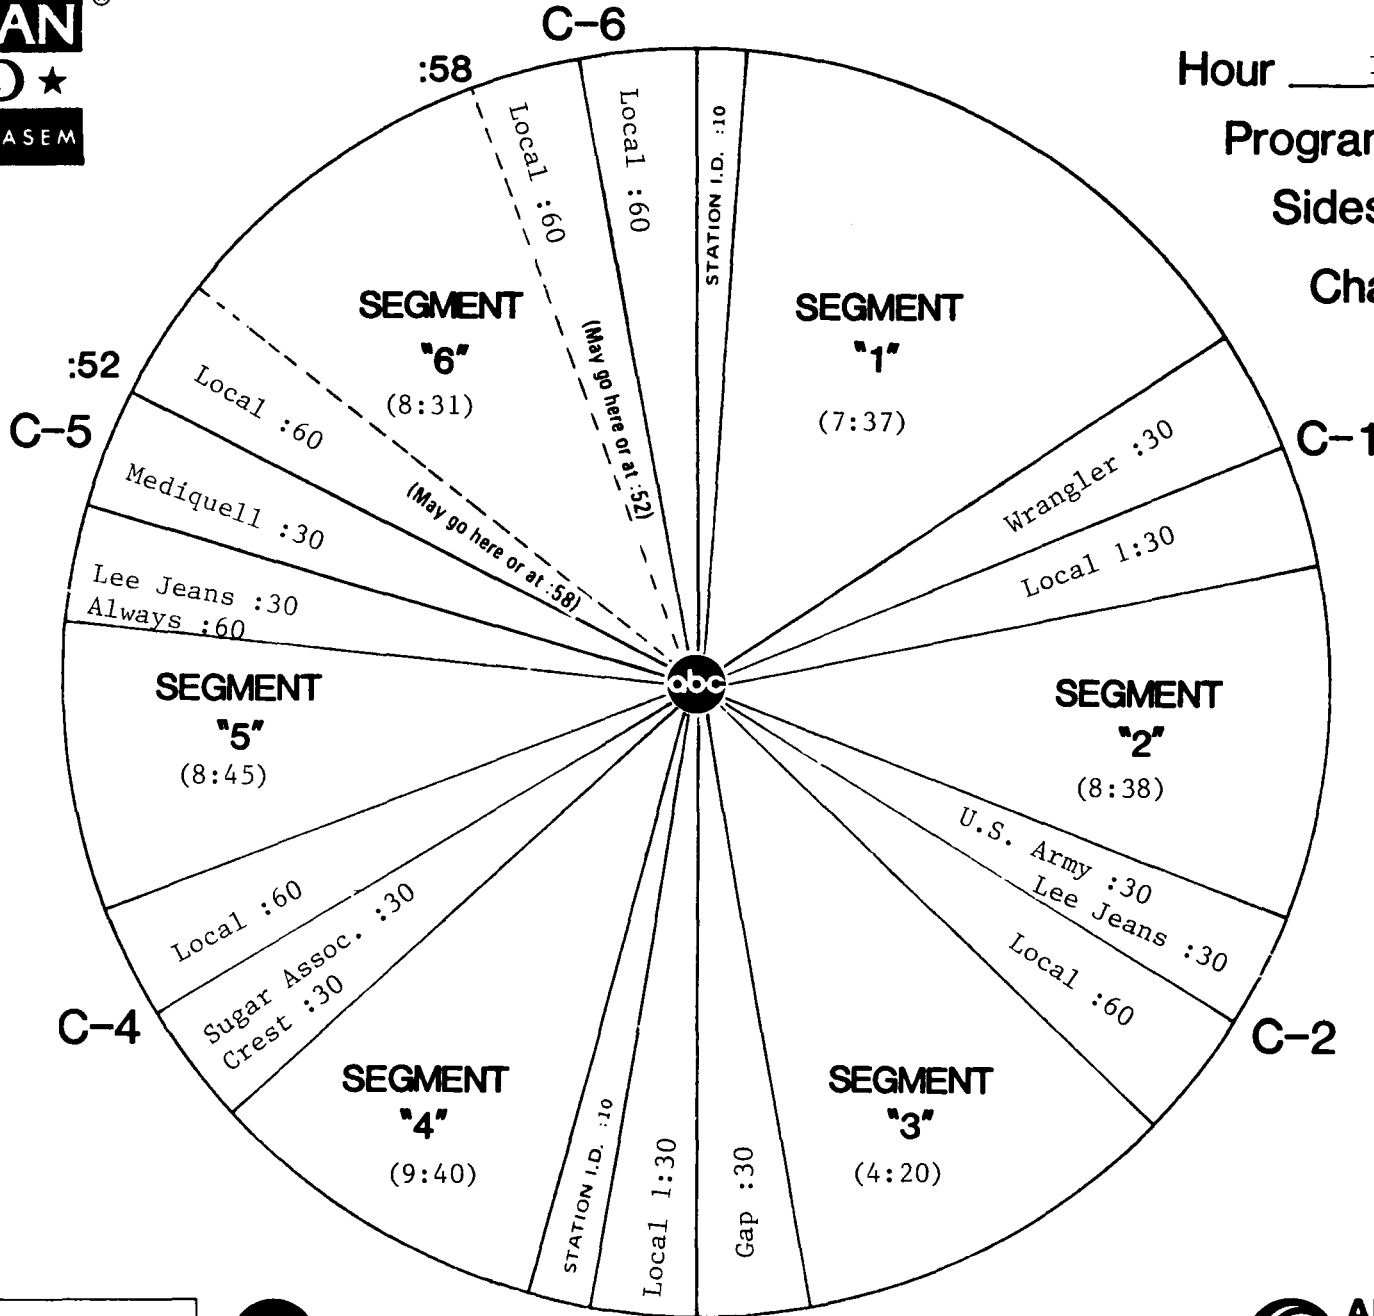 AN ®
★
ASEM
C-6
:58
Hour
Program
Sides
Local :60
Local :60
STATION I.D. :10
SEGMENT
"6"
(8:31)
(May go here or at :52)
SEGMENT
"1"
(7:37)
:52
C-5
Local :60
(May go here or at :58)
Mediquell :30
Lee Jeans :30
Always :60
C-1
Wrangler :30
Local 1:30
abc
SEGMENT
"5"
(8:45)
SEGMENT
"2"
(8:38)
U.S. Army :30
Lee Jeans :30
Local :60
C-2
Local :60
Sugar Assoc. :30
Crest :30
C-4
SEGMENT
"4"
(9:40)
STATION I.D. :10
Local 1:30
Gap :30
SEGMENT
"3"
(4:20)